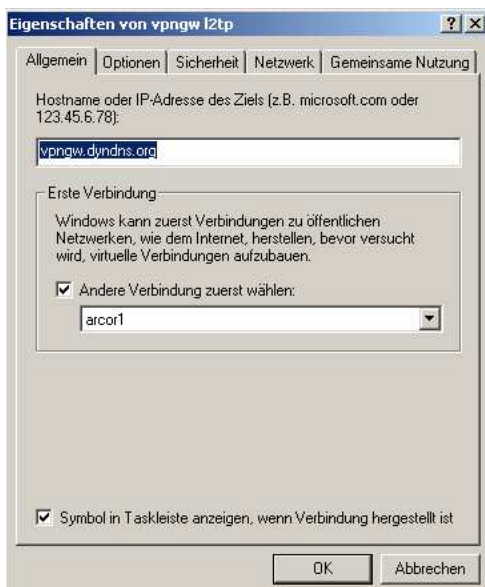 Eigenschaften von vpngw l2tp
Allgemein Optionen Sicherheit Netzwerk Gemeinsame Nutzung
Hostname oder IP-Adresse des Ziels (z.B. microsoft.com oder
123.45.6.78):
vpngw.dyndns.org
Erste Verbindung
Windows kann zuerst Verbindungen zu öffentlichen
Netzwerken, wie dem Internet, herstellen, bevor versucht
wird, virtuelle Verbindungen aufzubauen.
Andere Verbindung zuerst wählen:
arcor1
Symbol in Taskleiste anzeigen, wenn Verbindung hergestellt ist
OK Abbrechen